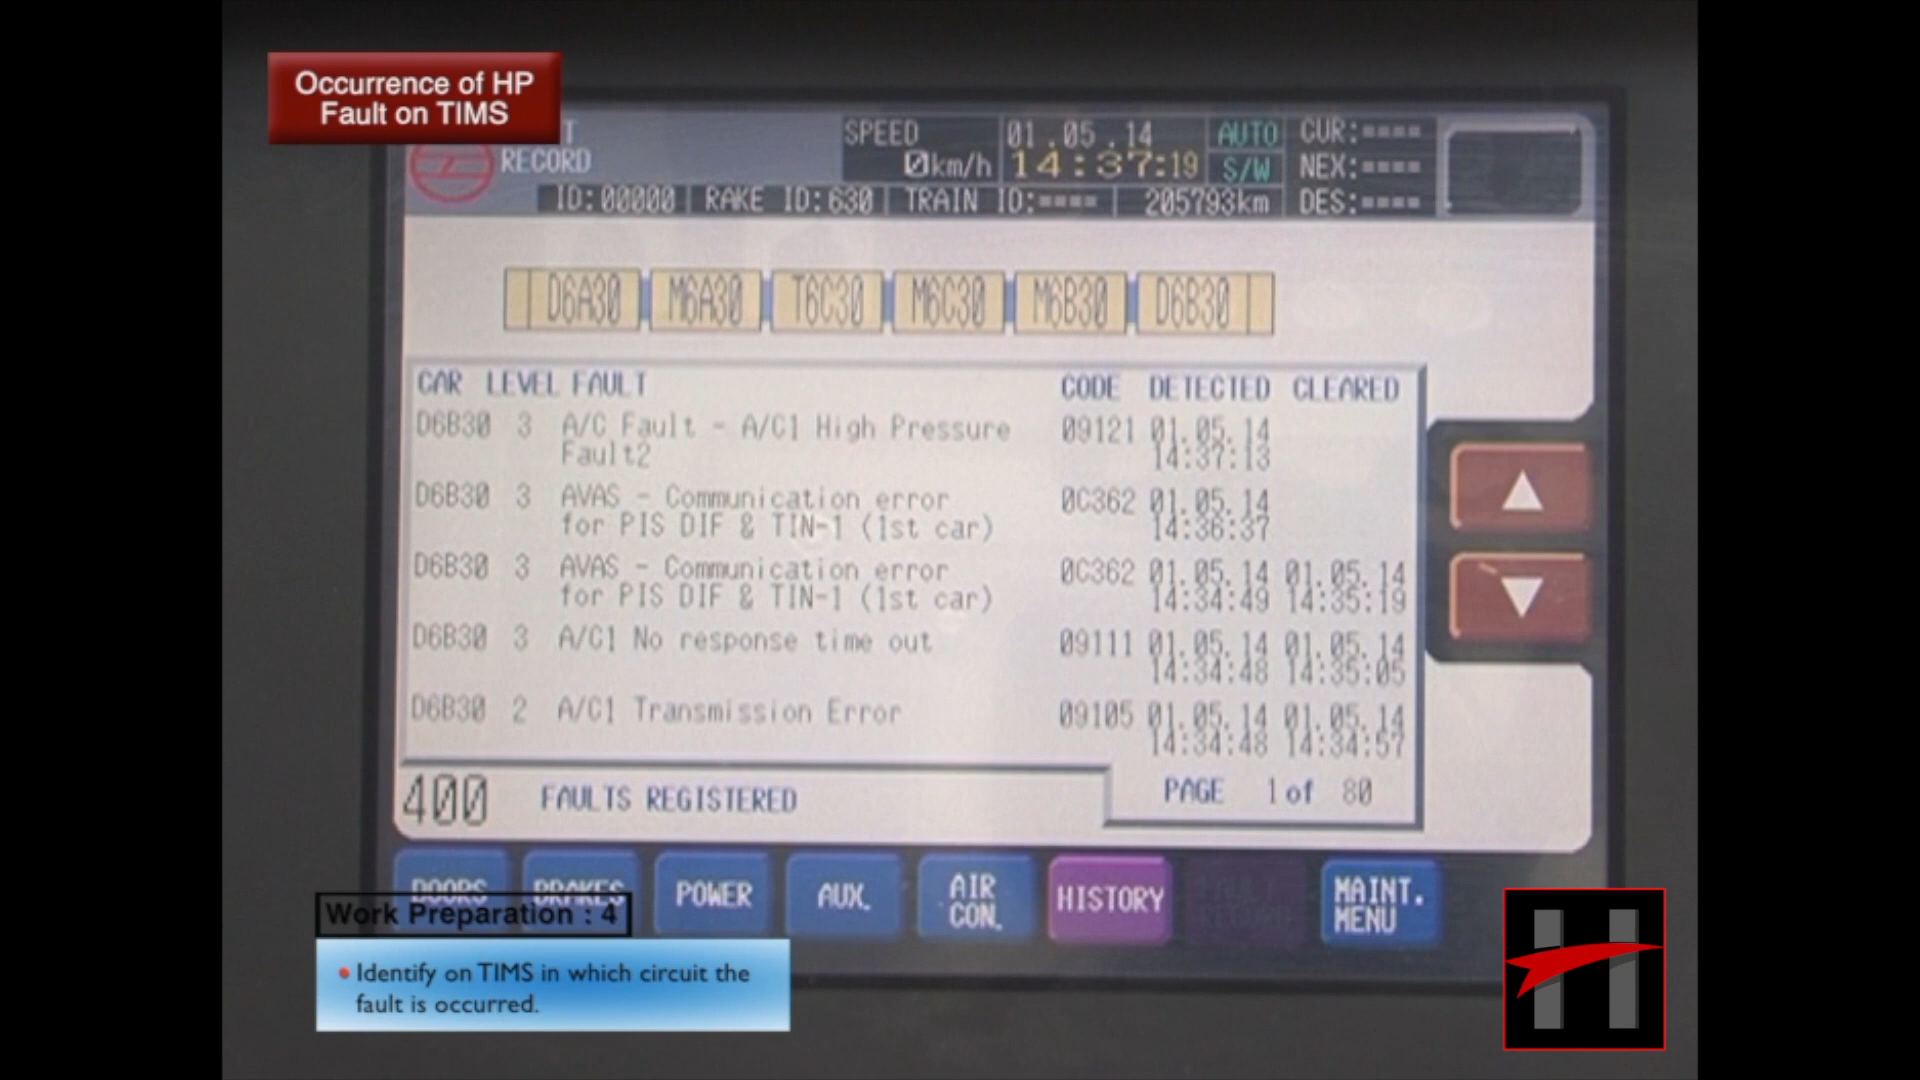 Occurrence of HP
Fault on TIMS
RECORD
SPEED
0km/h
01.05.14
14:37:19
AUTO
S/W
CUR:----
NEX:----
DES:----
ID:00000 RAKE ID:630 TRAIN ID:---- 205793km
D6A30 M6A30 T6C30 M6C30 M6B30 D6B30
CAR LEVEL FAULT CODE DETECTED CLEARED
D6B30 3 A/C Fault - A/C1 High Pressure 09121 01.05.14
Fault2 14:37:13
D6B30 3 AVAS - Communication error 0C362 01.05.14
for PIS DIF & TIN-1 (1st car) 14:36:37
D6B30 3 AVAS - Communication error 0C362 01.05.14 01.05.14
for PIS DIF & TIN-1 (1st car) 14:34:49 14:35:19
D6B30 3 A/C1 No response time out 09111 01.05.14 01.05.14
14:34:48 14:35:05
D6B30 2 A/C1 Transmission Error 09105 01.05.14 01.05.14
14:34:48 14:34:57
400 FAULTS REGISTERED
PAGE 1 of 80
DOORS BRAKES POWER AUX. AIR CON. HISTORY MAINT. MENU
Work Preparation : 4
• Identify on TIMS in which circuit the
fault is occurred.
H